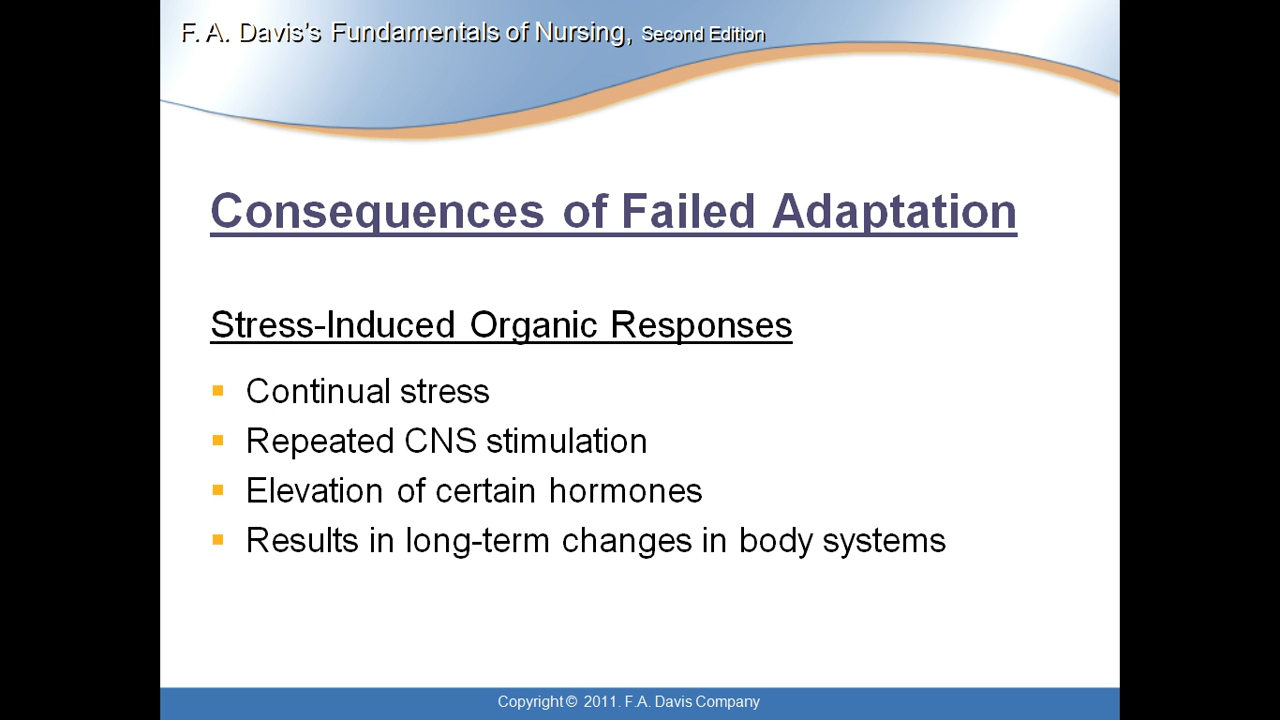 F. A. Davis's Fundamentals of Nursing, Second Edition
Consequences of Failed Adaptation
Stress-Induced Organic Responses
Continual stress
Repeated CNS stimulation
Elevation of certain hormones
Results in long-term changes in body systems
Copyright © 2011. F.A. Davis Company